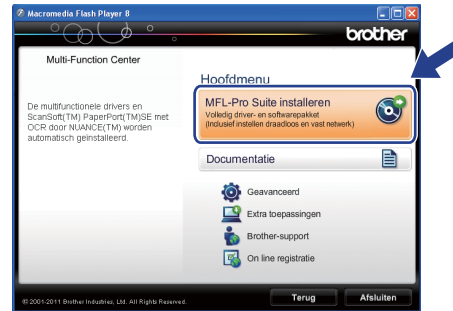 Macromedia Flash Player 8
brother
Multi-Function Center
Hoofdmenu
De multifunctionele drivers en
ScanSoft(TM) PaperPort(TM)SE met
OCR door NUANCE(TM) worden
automatisch geïnstalleerd.
MFL-Pro Suite installeren
Volledig driver- en softwarepakket
(Inclusief instellen draadloos en vast netwerk)
Documentatie
Geavanceerd
Extra toepassingen
Brother-support
On line registratie
© 2001-2011 Brother Industries, Ltd. All Rights Reserved.
Terug
Afsluiten